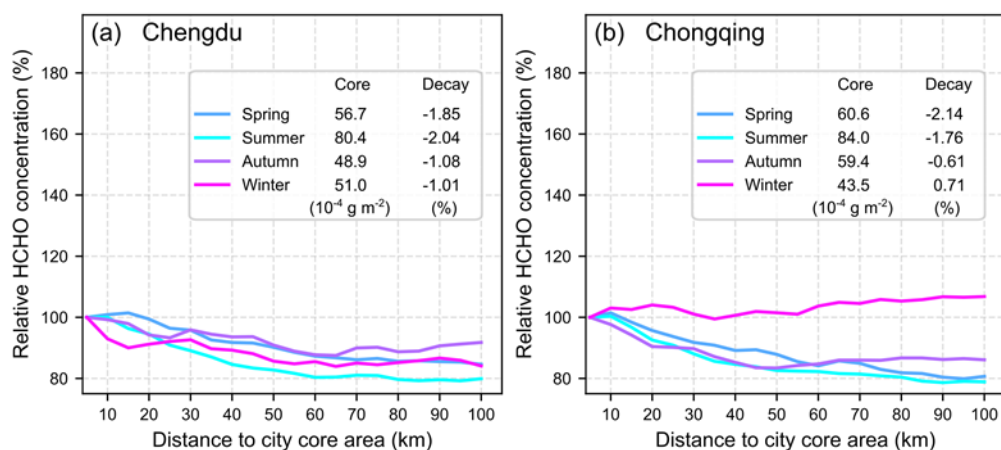 (a) Chengdu
Relative HCHO concentration (%)
180
160
140
120
100
80
Core Decay
Spring 56.7 -1.85
Summer 80.4 -2.04
Autumn 48.9 -1.08
Winter 51.0 -1.01
(10⁻⁴ g m⁻²) (%)
10 20 30 40 50 60 70 80 90 100
Distance to city core area (km)
(b) Chongqing
Relative HCHO concentration (%)
180
160
140
120
100
80
Core Decay
Spring 60.6 -2.14
Summer 84.0 -1.76
Autumn 59.4 -0.61
Winter 43.5 0.71
(10⁻⁴ g m⁻²) (%)
10 20 30 40 50 60 70 80 90 100
Distance to city core area (km)